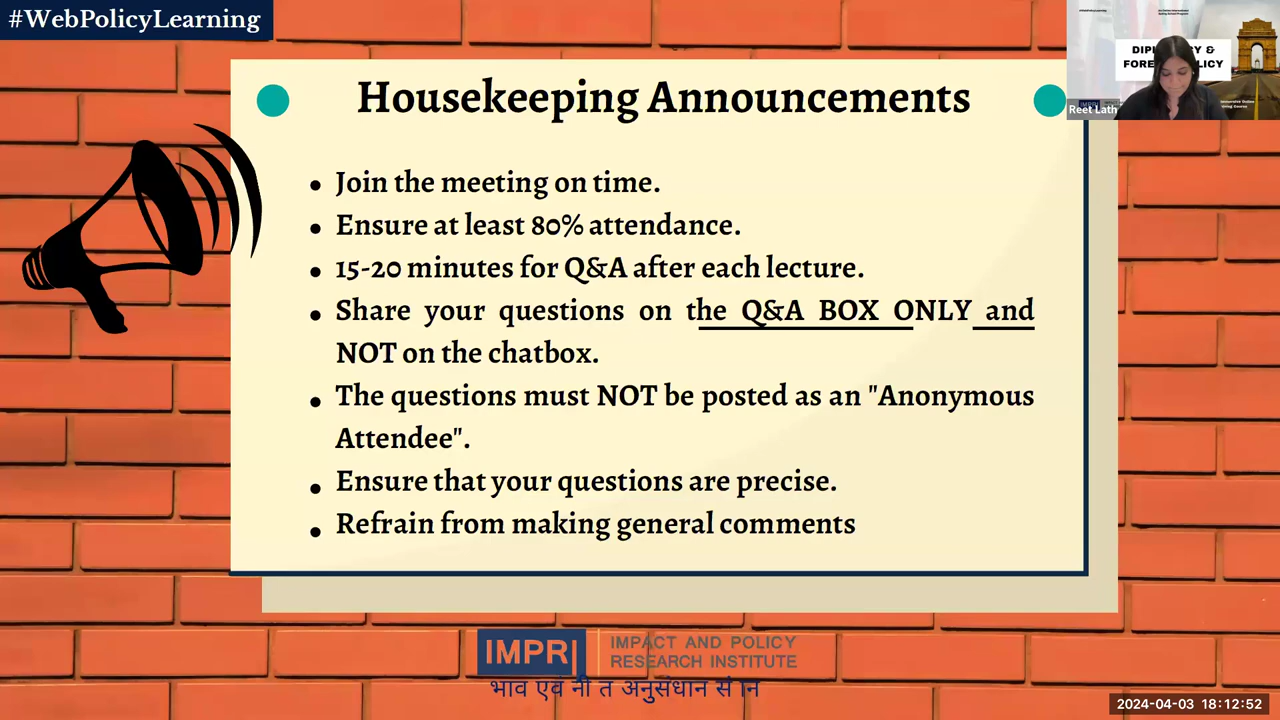 #WebPolicyLearning
Housekeeping Announcements
Join the meeting on time.
Ensure at least 80% attendance.
15-20 minutes for Q&A after each lecture.
Share your questions on the Q&A BOX ONLY and
NOT on the chatbox.
The questions must NOT be posted as an "Anonymous
Attendee".
Ensure that your questions are precise.
Refrain from making general comments
Reet Lath
IMPRI
IMPACT AND POLICY
RESEARCH INSTITUTE
2024-04-03 18:12:52